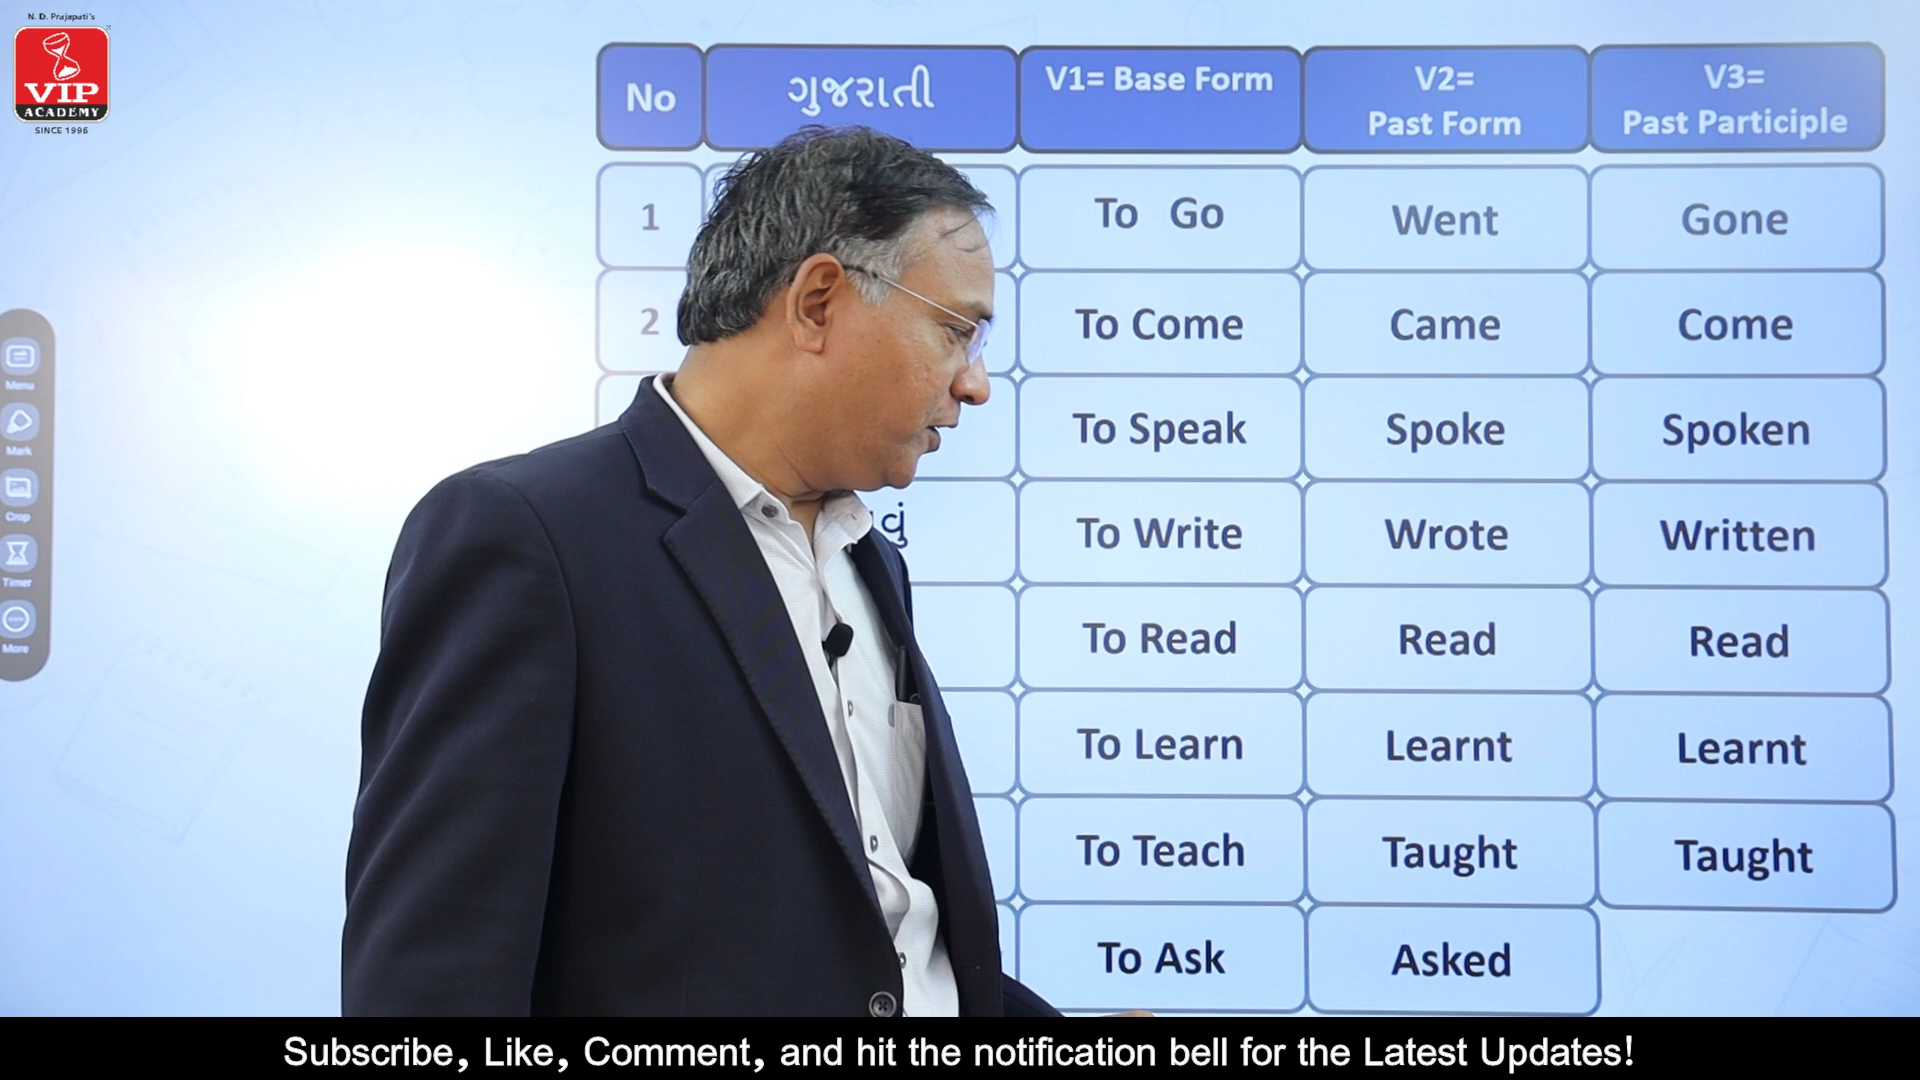 N. D. Prajapati's
VIP
ACADEMY
SINCE 1996
No ગુજરાતી V1= Base Form V2= Past Form V3= Past Participle
1 To Go Went Gone
2 To Come Came Come
To Speak Spoke Spoken
To Write Wrote Written
To Read Read Read
To Learn Learnt Learnt
To Teach Taught Taught
To Ask Asked
Menu
Mark
Crop
Timer
More
Subscribe, Like, Comment, and hit the notification bell for the Latest Updates!